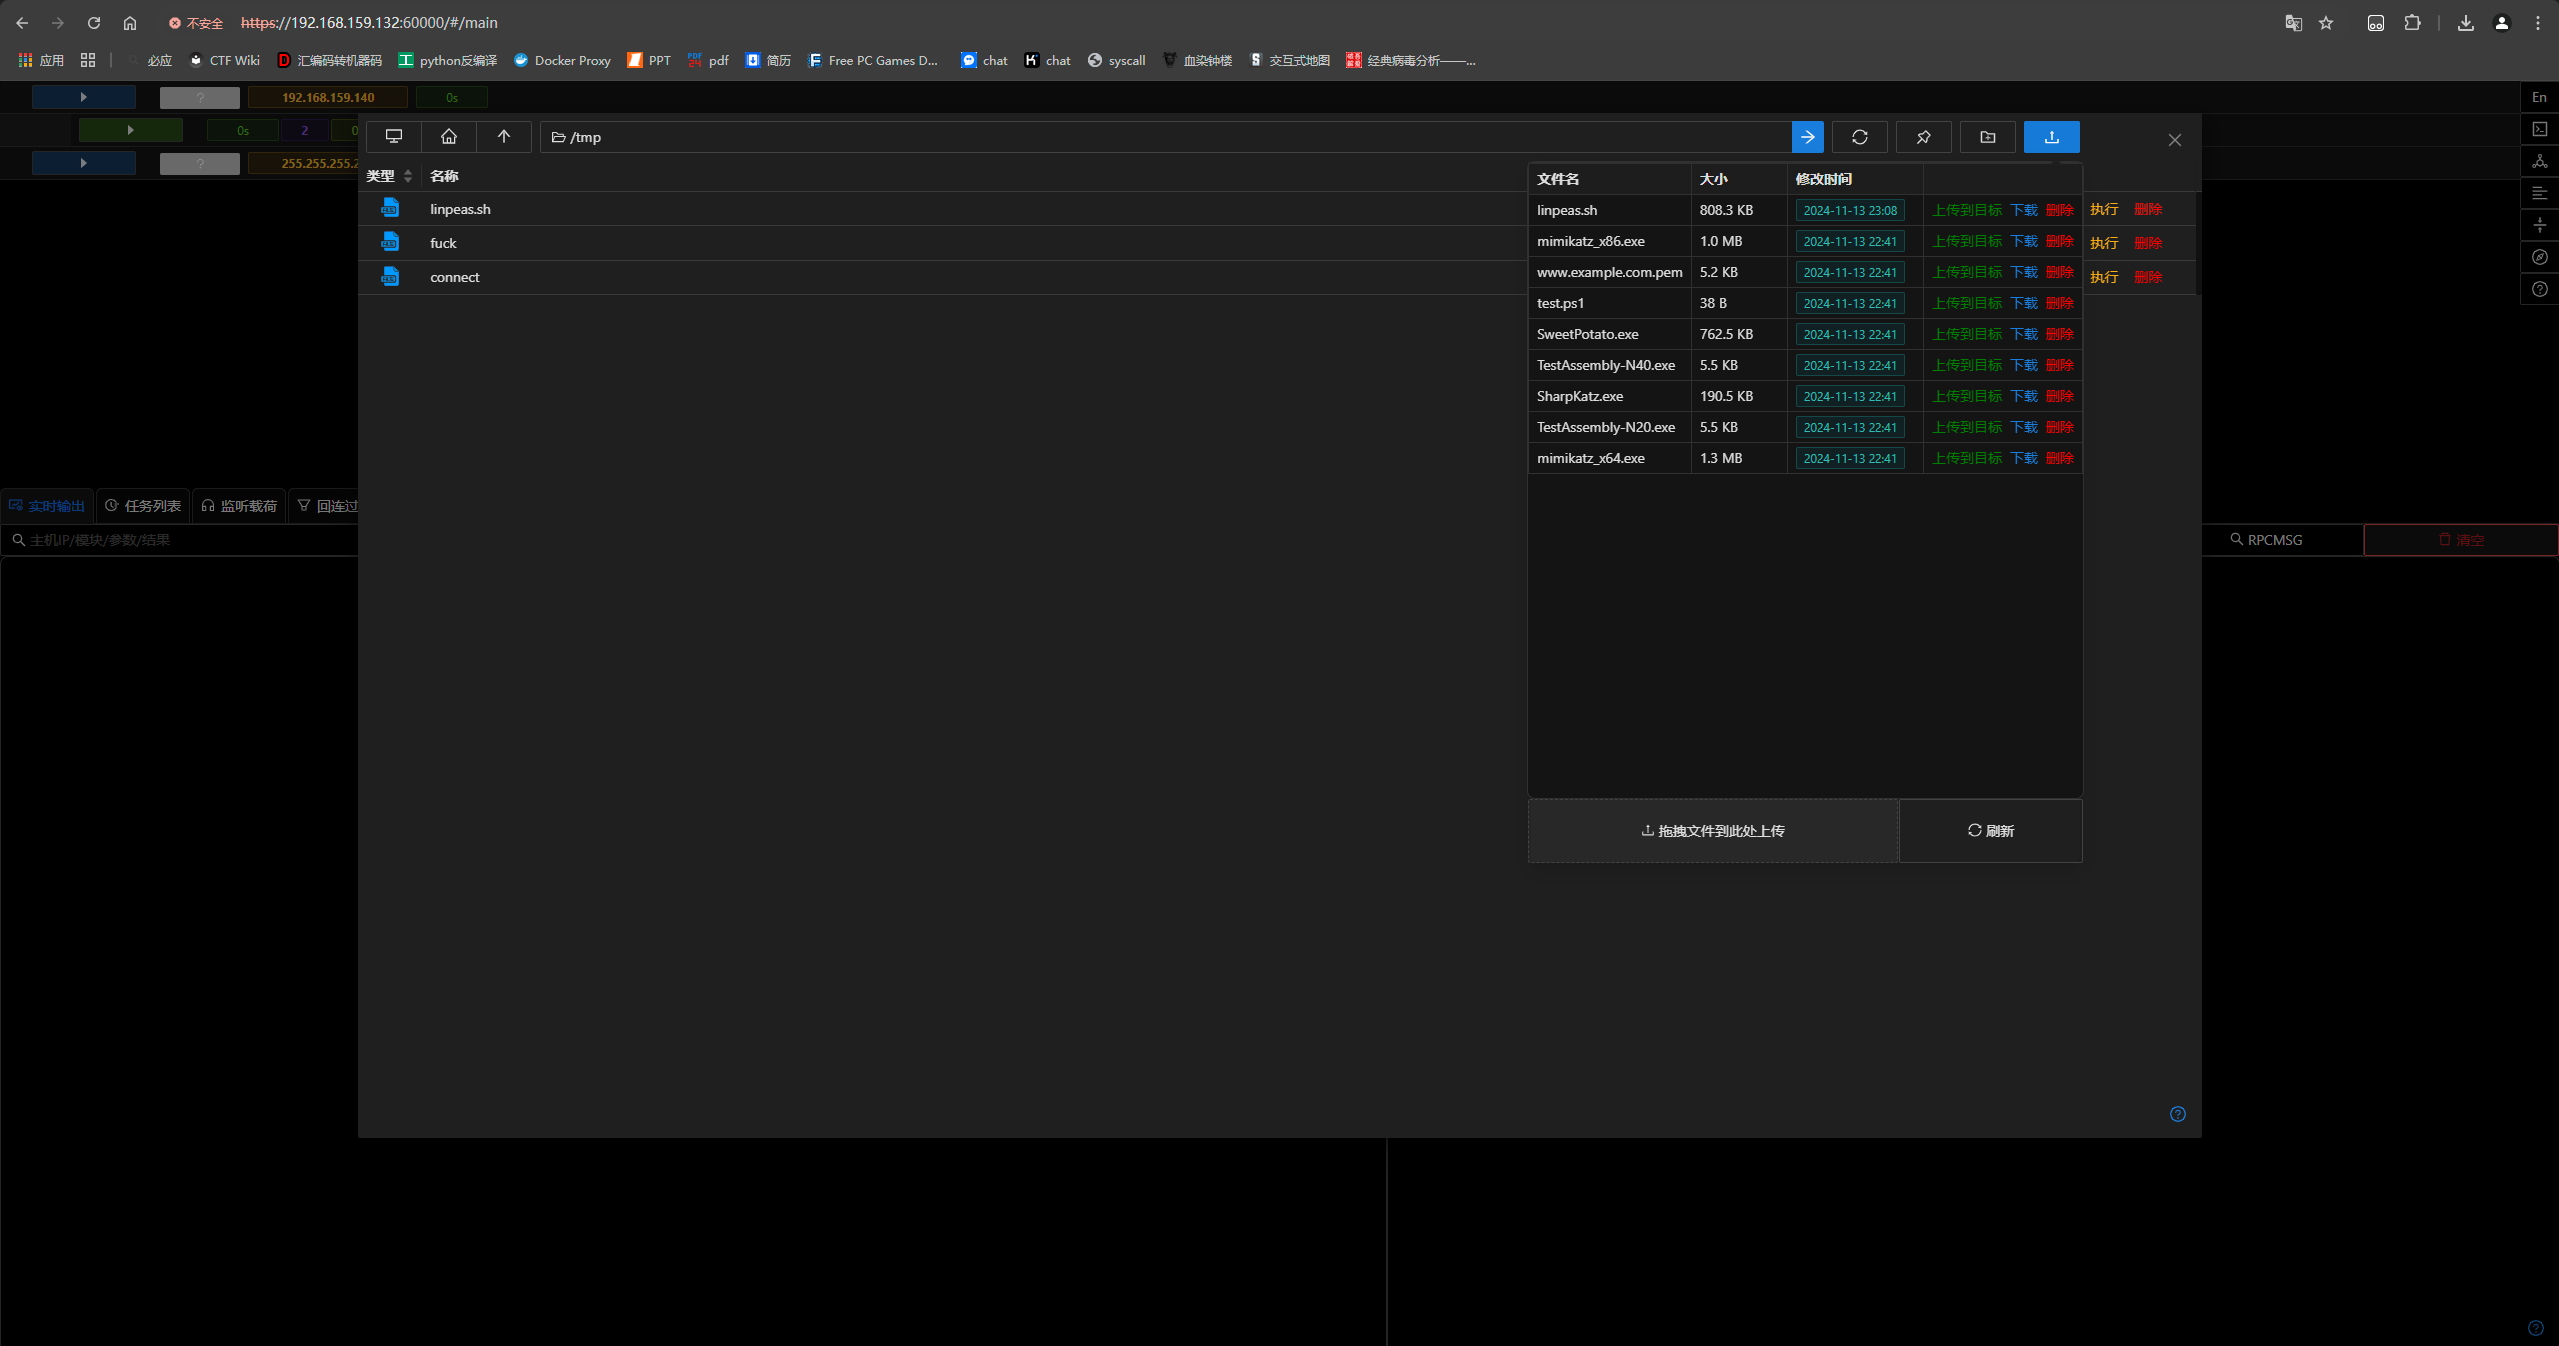 不安全 https://192.168.159.132:60000/#/main
应用 必应 CTF Wiki 汇编码转机器码 python反编译 Docker Proxy PPT pdf 简历 Free PC Games D... chat chat syscall 血染钟楼 交互式地图 经典病毒分析——...
? 192.168.159.140 0s En
0s 2 0
? 255.255.255.2
/tmp
类型 名称
linpeas.sh 执行 删除
fuck 执行 删除
connect 执行 删除
文件名 大小 修改时间
linpeas.sh 808.3 KB 2024-11-13 23:08 上传到目标 下载 删除
mimikatz_x86.exe 1.0 MB 2024-11-13 22:41 上传到目标 下载 删除
www.example.com.pem 5.2 KB 2024-11-13 22:41 上传到目标 下载 删除
test.ps1 38 B 2024-11-13 22:41 上传到目标 下载 删除
SweetPotato.exe 762.5 KB 2024-11-13 22:41 上传到目标 下载 删除
TestAssembly-N40.exe 5.5 KB 2024-11-13 22:41 上传到目标 下载 删除
SharpKatz.exe 190.5 KB 2024-11-13 22:41 上传到目标 下载 删除
TestAssembly-N20.exe 5.5 KB 2024-11-13 22:41 上传到目标 下载 删除
mimikatz_x64.exe 1.3 MB 2024-11-13 22:41 上传到目标 下载 删除
拖拽文件到此处上传 刷新
实时输出 任务列表 监听载荷 回连过
主机IP/模块/参数/结果 RPCMSG 清空